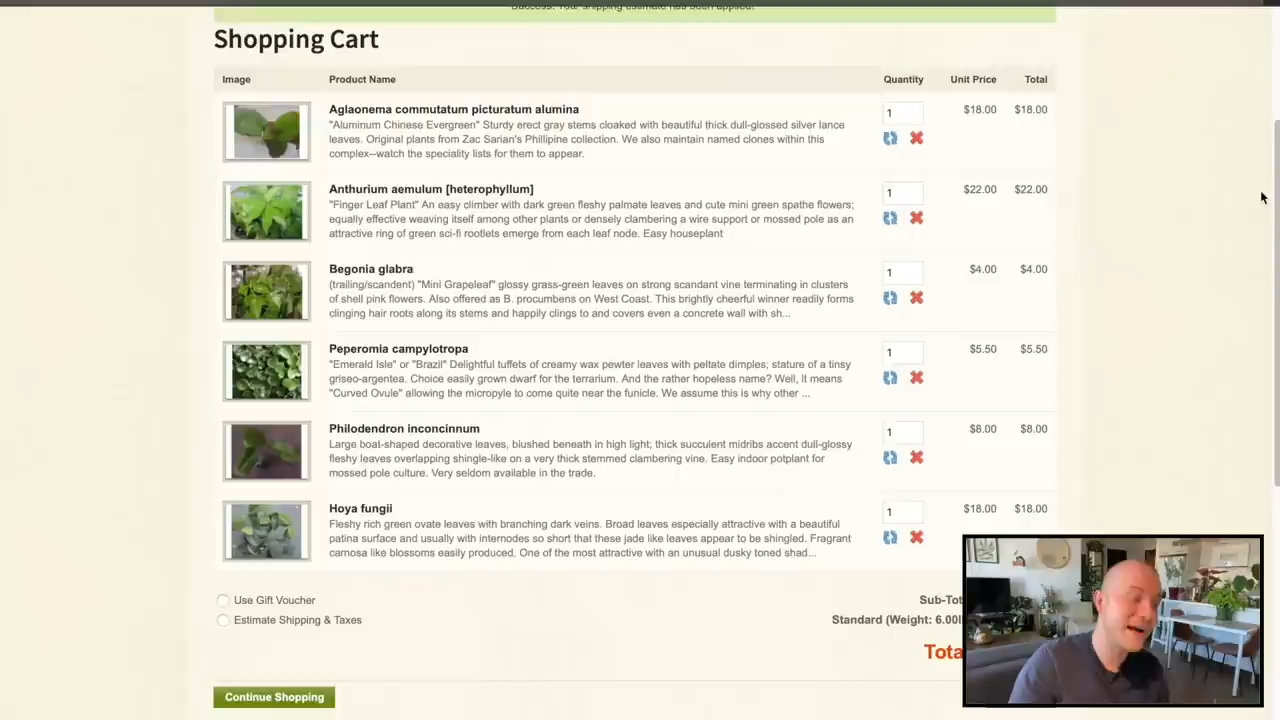 Success: Your shipping estimate has been applied!
Shopping Cart
Image Product Name Quantity Unit Price Total
Aglaonema commutatum picturatum alumina
"Aluminum Chinese Evergreen" Sturdy erect gray stems cloaked with beautiful thick dull-glossed silver lance
leaves. Original plants from Zac Sarian's Phillipine collection. We also maintain named clones within this
complex--watch the speciality lists for them to appear.
1 $18.00 $18.00
Anthurium aemulum [heterophyllum]
"Finger Leaf Plant" An easy climber with dark green fleshy palmate leaves and cute mini green spathe flowers;
equally effective weaving itself among other plants or densely clambering a wire support or mossed pole as an
attractive ring of green sci-fi rootlets emerge from each leaf node. Easy houseplant
1 $22.00 $22.00
Begonia glabra
(trailing/scandent) "Mini Grapeleaf" glossy grass-green leaves on strong scandant vine terminating in clusters
of shell pink flowers. Also offered as B. procumbens on West Coast. This brightly cheerful winner readily forms
clinging hair roots along its stems and happily clings to and covers even a concrete wall with sh...
1 $4.00 $4.00
Peperomia campylotropa
"Emerald Isle" or "Brazil" Delightful tuffets of creamy wax pewter leaves with peltate dimples; stature of a tinsy
griseo-argentea. Choice easily grown dwarf for the terrarium. And the rather hopeless name? Well, it means
"Curved Ovule" allowing the micropyle to come quite near the funicle. We assume this is why other ...
1 $5.50 $5.50
Philodendron inconcinnum
Large boat-shaped decorative leaves, blushed beneath in high light; thick succulent midribs accent dull-glossy
fleshy leaves overlapping shingle-like on a very thick stemmed clambering vine. Easy indoor potplant for
mossed pole culture. Very seldom available in the trade.
1 $8.00 $8.00
Hoya fungii
Fleshy rich green ovate leaves with branching dark veins. Broad leaves especially attractive with a beautiful
patina surface and usually with internodes so short that these jade like leaves appear to be shingled. Fragrant
carnosa like blossoms easily produced. One of the most attractive with an unusual dusky toned shad...
1 $18.00 $18.00
Use Gift Voucher
Estimate Shipping & Taxes
Sub-Tot
Standard (Weight: 6.00l
Tota
Continue Shopping